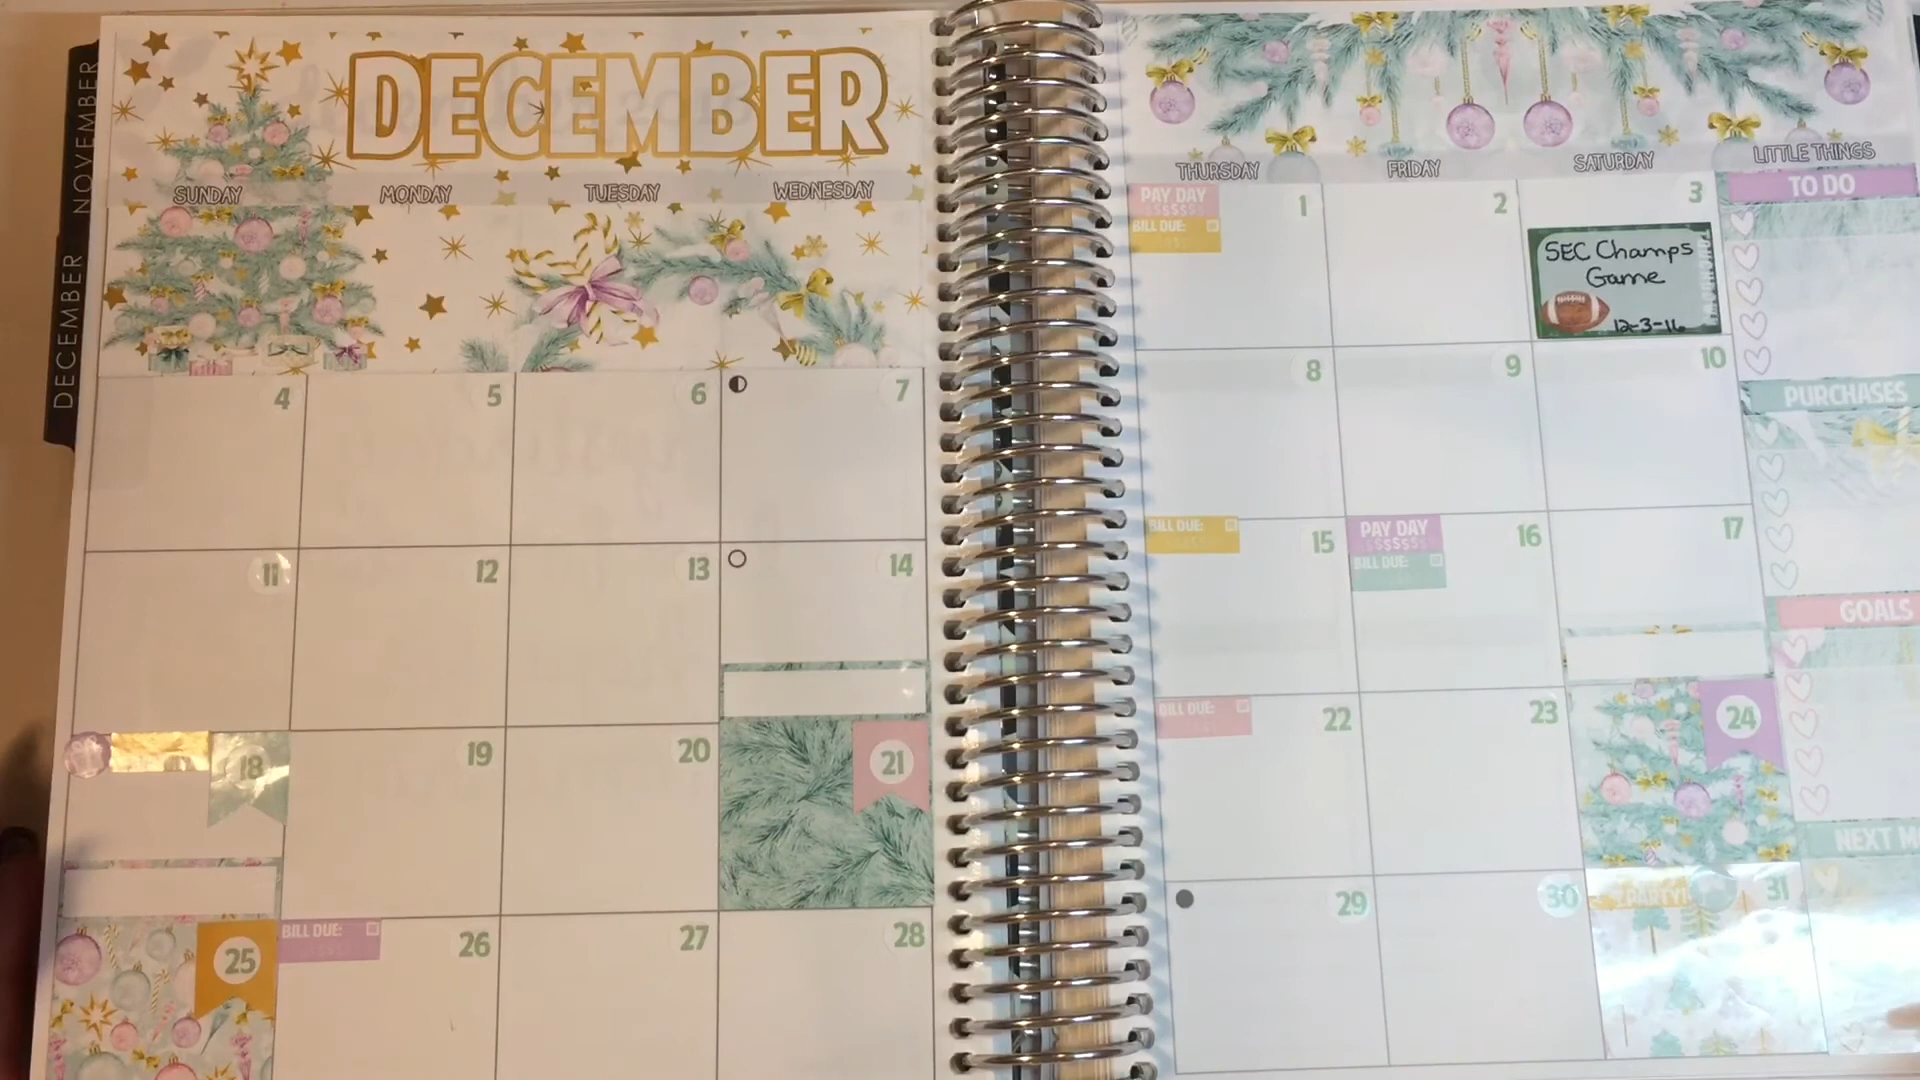 NOVEMBER
DECEMBER
DECEMBER
SUNDAY
MONDAY
TUESDAY
WEDNESDAY
THURSDAY
FRIDAY
SATURDAY
LITTLE THINGS
PAY DAY
$$$$$$
BILL DUE:
1
2
3
SEC Champs
Game
12-3-16
TO DO
4
5
6
7
8
9
10
PURCHASES
11
12
13
14
BILL DUE:
15
PAY DAY
$$$$$$
BILL DUE:
16
17
GOALS
18
19
20
21
BILL DUE:
22
23
24
NEXT M
25
BILL DUE:
26
27
28
29
30
PARTY!
31